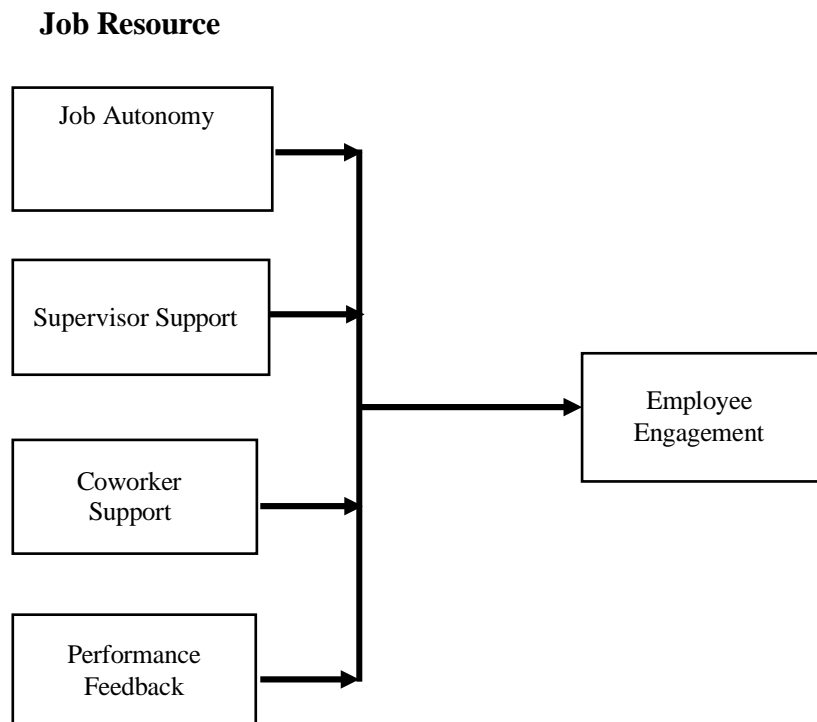 Job Resource
Job Autonomy
Supervisor Support
Coworker
Support
Performance
Feedback
Employee
Engagement